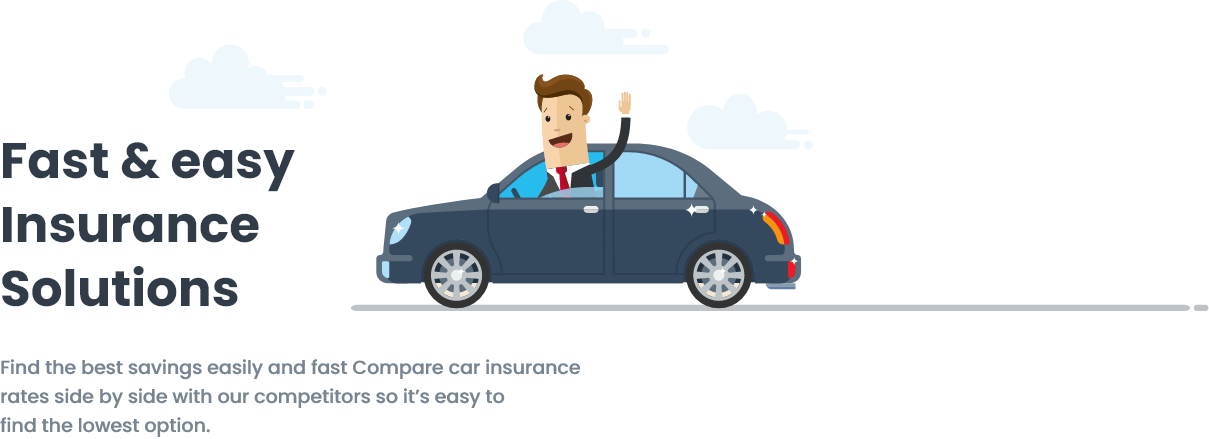 Fast & easy
Insurance
Solutions
Find the best savings easily and fast Compare car insurance
rates side by side with our competitors so it’s easy to
find the lowest option.